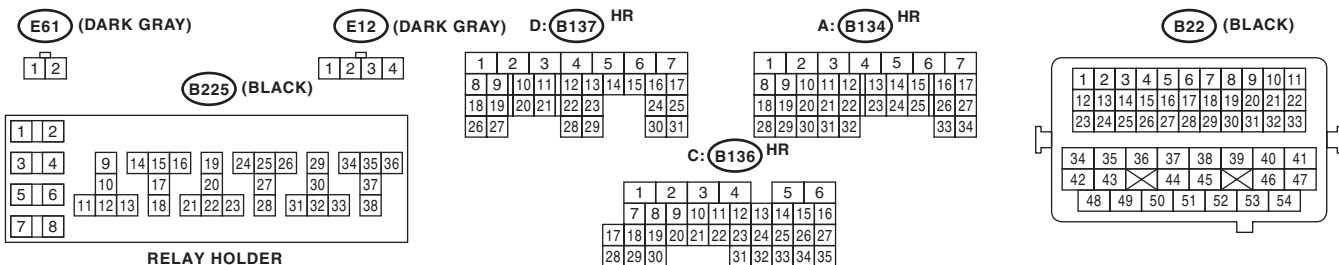 E61 (DARK GRAY)
1 2
E12 (DARK GRAY)
1 2 3 4
B225 (BLACK)
1 2
3 4 9 14 15 16 19 24 25 26 29 34 35 36
10 17 20 27 30 37
5 6 11 12 13 18 21 22 23 28 31 32 33 38
7 8
RELAY HOLDER
D: B137 HR
1 2 3 4 5 6 7
8 9 10 11 12 13 14 15 16 17
18 19 20 21 22 23 24 25
26 27 28 29 30 31
A: B134 HR
1 2 3 4 5 6 7
8 9 10 11 12 13 14 15 16 17
18 19 20 21 22 23 24 25 26 27
28 29 30 31 32 33 34
C: B136 HR
1 2 3 4 5 6
7 8 9 10 11 12 13 14 15 16
17 18 19 20 21 22 23 24 25 26 27
28 29 30 31 32 33 34 35
B22 (BLACK)
1 2 3 4 5 6 7 8 9 10 11
12 13 14 15 16 17 18 19 20 21 22
23 24 25 26 27 28 29 30 31 32 33
34 35 36 37 38 39 40 41
42 43 44 45 46 47
48 49 50 51 52 53 54